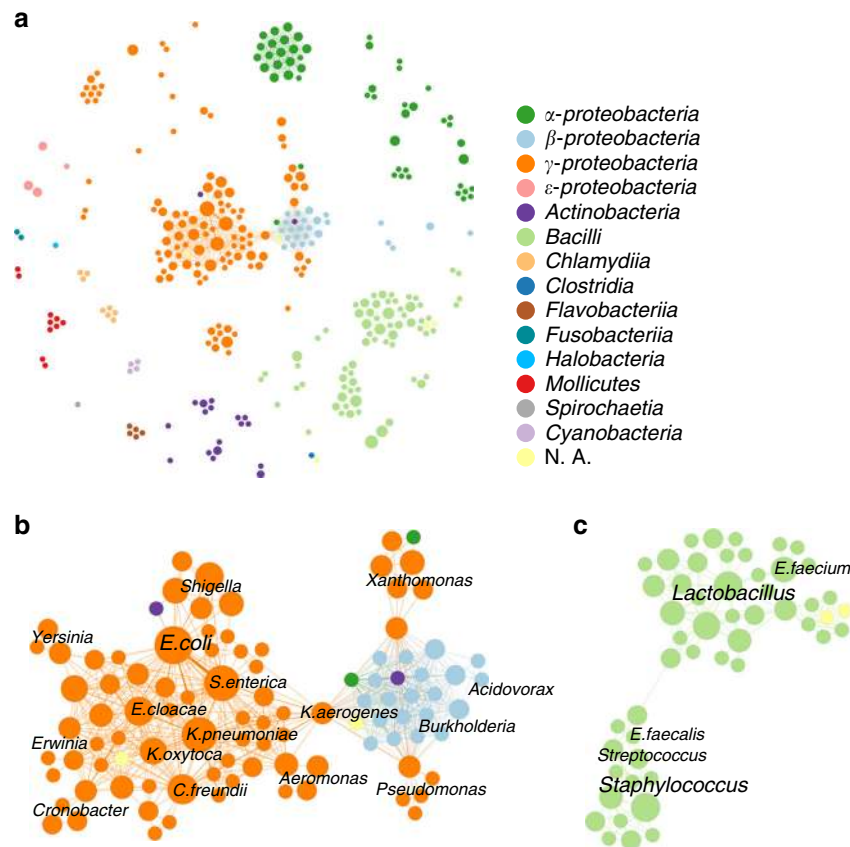 a
α-proteobacteria
β-proteobacteria
γ-proteobacteria
ε-proteobacteria
Actinobacteria
Bacilli
Chlamydiia
Clostridia
Flavobacteriia
Fusobacteriia
Halobacteria
Mollicutes
Spirochaetia
Cyanobacteria
N. A.
b
Shigella
Xanthomonas
Yersinia
E.coli
S.enterica
Acidovorax
E.cloacae
K.aerogenes
Burkholderia
K.pneumoniae
Erwinia
K.oxytoca
Aeromonas
C.freundii
Pseudomonas
Cronobacter
c
E.faecium
Lactobacillus
E.faecalis
Streptococcus
Staphylococcus